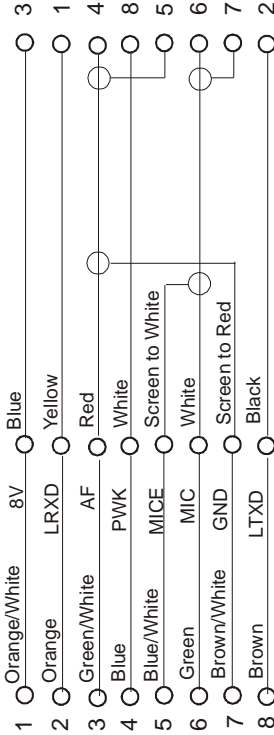 1 Orange/White 8V Blue 3
2 Orange LRXD Yellow 1
3 Green/White AF Red 4
4 Blue PWK White 8
5 Blue/White MICE Screen to White 5
6 Green MIC White 6
7 Brown/White GND Screen to Red 7
8 Brown LTXD Black 2